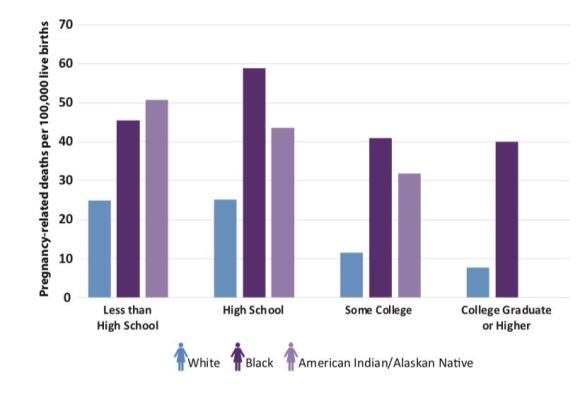 Pregnancy-related deaths per 100,000 live births
70
60
50
40
30
20
10
0
Less than
High School
High School
Some College
College Graduate
or Higher
White
Black
American Indian/Alaskan Native